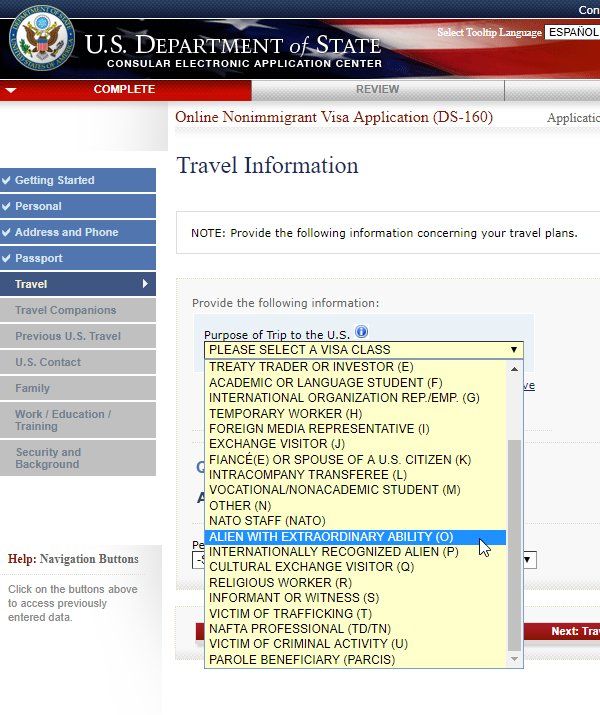 Con
Select Tooltip Language ESPAÑOL
U.S. DEPARTMENT of STATE
CONSULAR ELECTRONIC APPLICATION CENTER
COMPLETE REVIEW
Online Nonimmigrant Visa Application (DS-160) Applicatio
Travel Information
Getting Started
Personal
Address and Phone
Passport
Travel
Travel Companions
Previous U.S. Travel
U.S. Contact
Family
Work / Education /
Training
Security and
Background
Help: Navigation Buttons
Click on the buttons above
to access previously
entered data.
NOTE: Provide the following information concerning your travel plans.
Provide the following information:
Purpose of Trip to the U.S.
PLEASE SELECT A VISA CLASS
TREATY TRADER OR INVESTOR (E)
ACADEMIC OR LANGUAGE STUDENT (F)
INTERNATIONAL ORGANIZATION REP./EMP. (G)
TEMPORARY WORKER (H)
FOREIGN MEDIA REPRESENTATIVE (I)
EXCHANGE VISITOR (J)
FIANCÉ(E) OR SPOUSE OF A U.S. CITIZEN (K)
INTRACOMPANY TRANSFEREE (L)
VOCATIONAL/NONACADEMIC STUDENT (M)
OTHER (N)
NATO STAFF (NATO)
ALIEN WITH EXTRAORDINARY ABILITY (O)
INTERNATIONALLY RECOGNIZED ALIEN (P)
CULTURAL EXCHANGE VISITOR (Q)
RELIGIOUS WORKER (R)
INFORMANT OR WITNESS (S)
VICTIM OF TRAFFICKING (T)
NAFTA PROFESSIONAL (TD/TN)
VICTIM OF CRIMINAL ACTIVITY (U)
PAROLE BENEFICIARY (PARCIS)
ve
Pe
Next: Tra